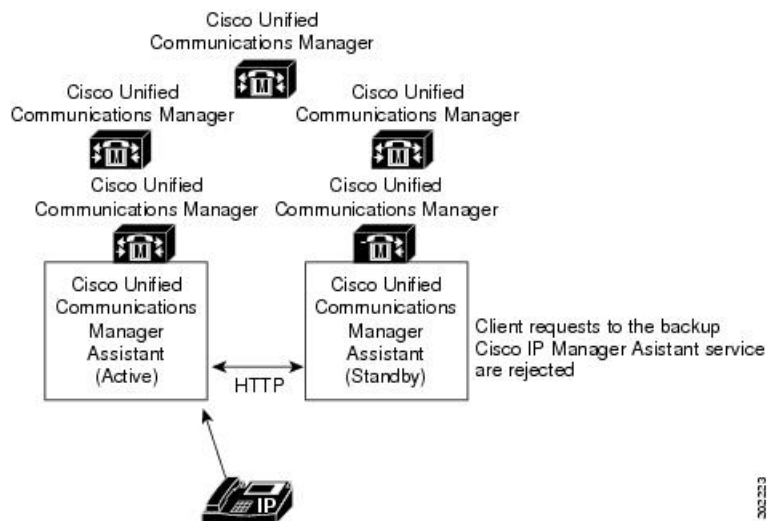 Cisco Unified
Communications Manager
Cisco Unified
Communications Manager
Cisco Unified
Communications Manager
Cisco Unified
Communications Manager
Cisco Unified
Communications Manager
M
M
M
M
M
Cisco Unified
Communications
Manager
Assistant
(Active)
HTTP
Cisco Unified
Communications
Manager
Assistant
(Standby)
Client requests to the backup
Cisco IP Manager Asistant service
are rejected
IP
202223